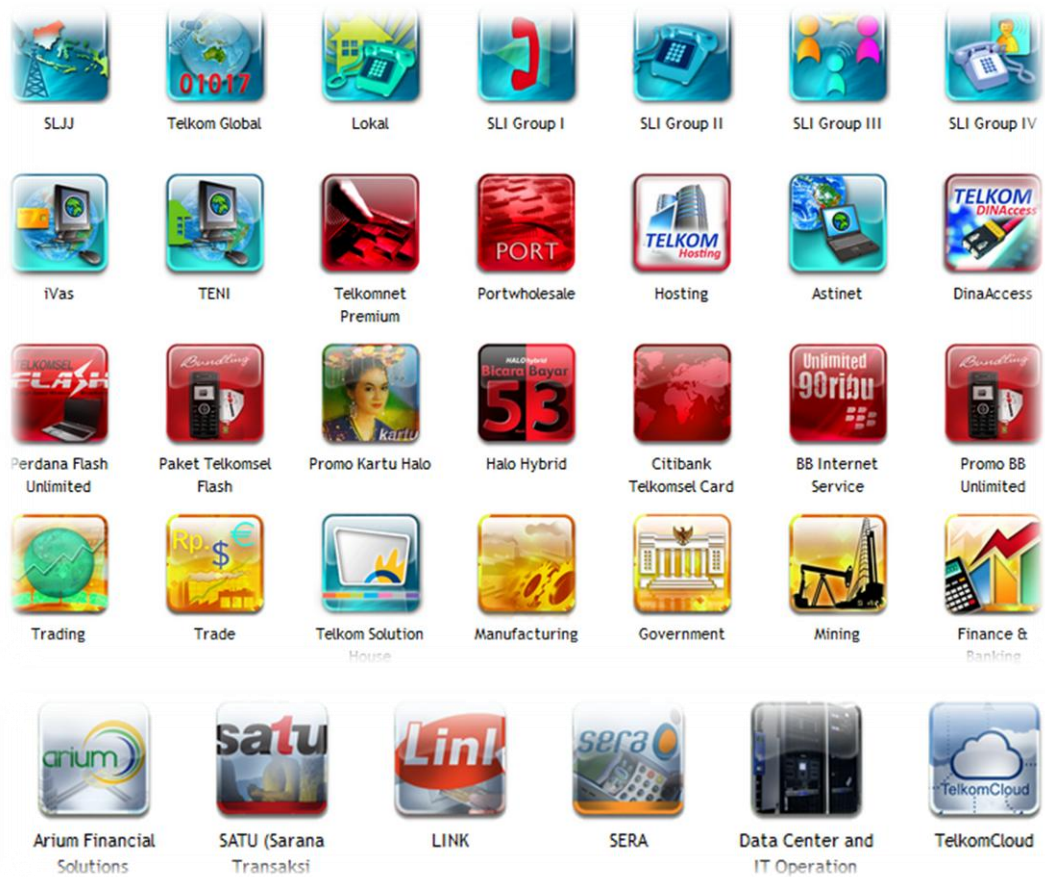 01017
SLJJ
Telkom Global
Lokal
SLI Group I
SLI Group II
SLI Group III
SLI Group IV
PORT
TELKOM
Hosting
TELKOM
DINAccess
iVas
TENI
Telkomnet
Premium
Portwholesale
Hosting
Astinet
DinaAccess
TELKOMSEL
FLASH
Bundling
kartu
HALOhybrid
Bicara Bayar
53
Unlimited
90ribu
Bundling
Perdana Flash
Unlimited
Paket Telkomsel
Flash
Promo Kartu Halo
Halo Hybrid
Citibank
Telkomsel Card
BB Internet
Service
Promo BB
Unlimited
Rp.
$
€
Trading
Trade
Telkom Solution
House
Manufacturing
Government
Mining
Finance &
Banking
arium
satu
Link
sera
TelkomCloud
Arium Financial
Solutions
SATU (Sarana
Transaksi
LINK
SERA
Data Center and
IT Operation
TelkomCloud